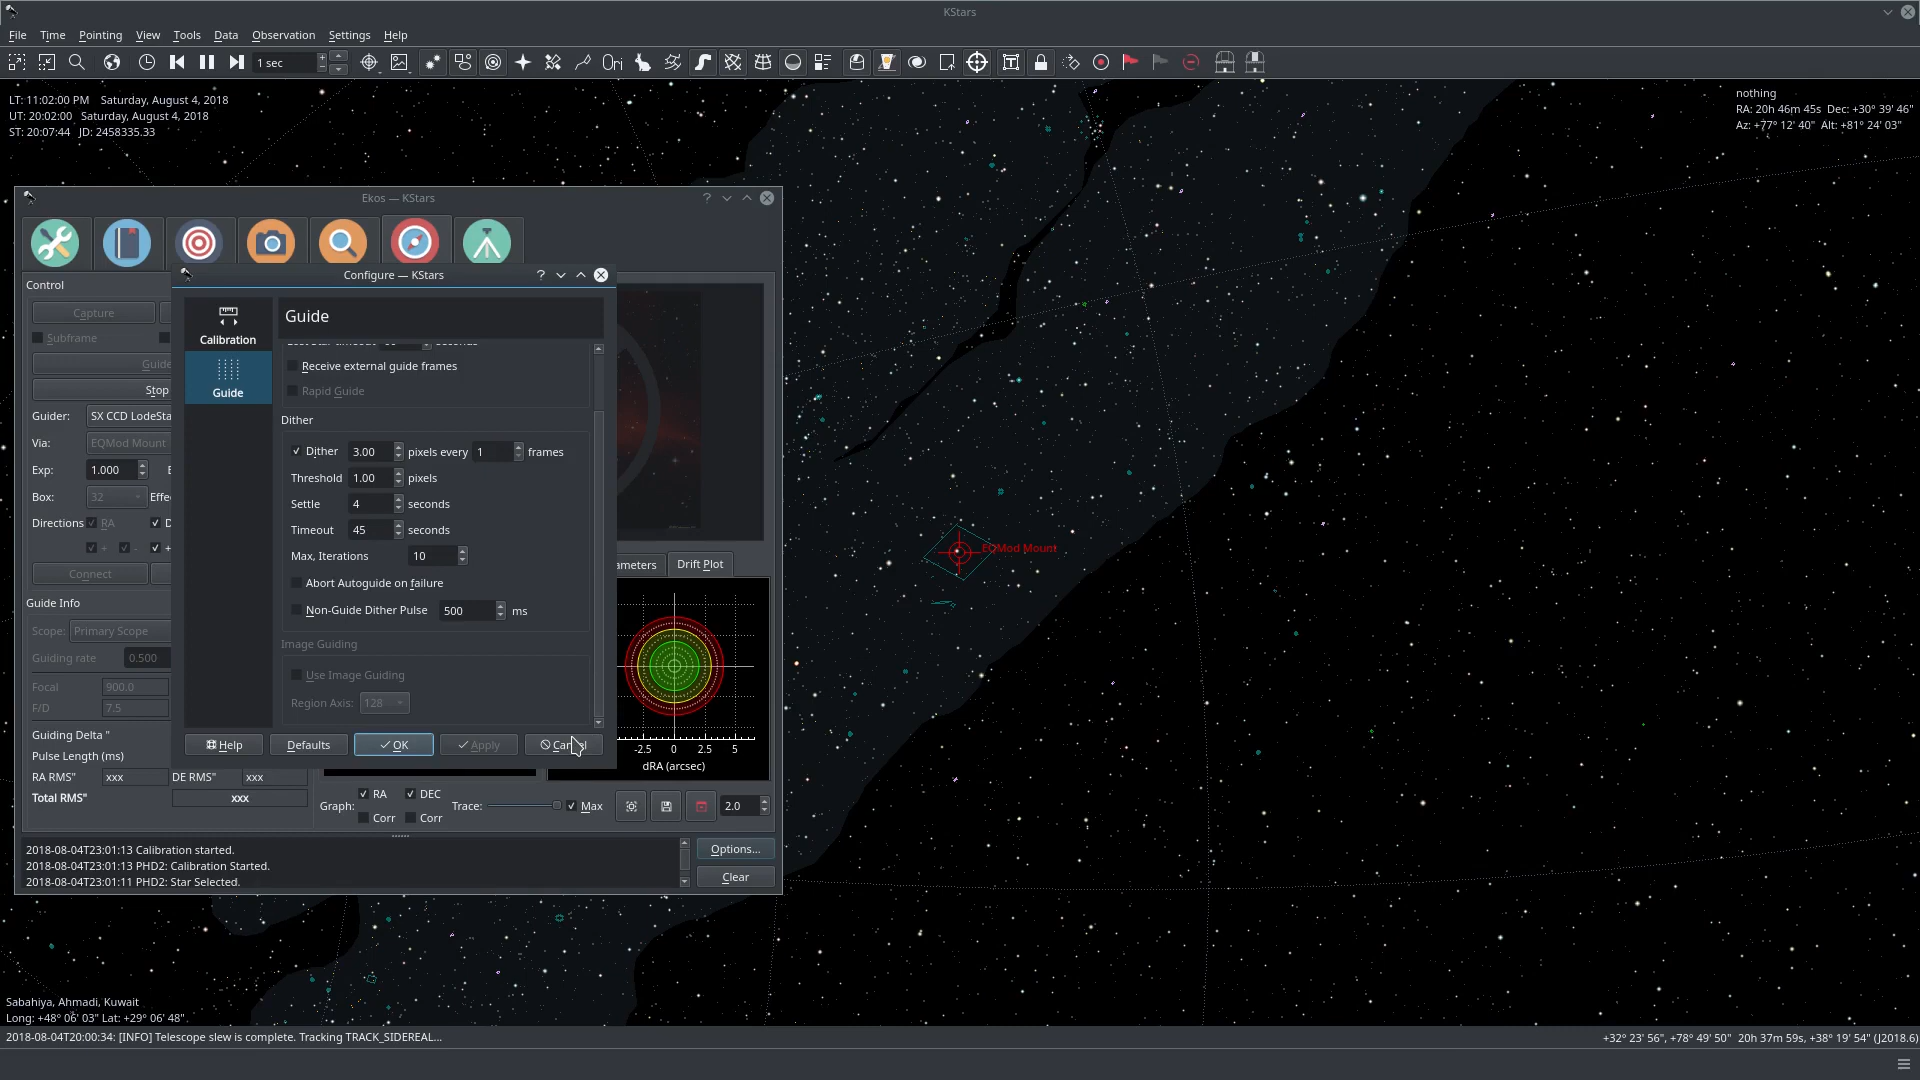 KStars
File Time Pointing View Tools Data Observation Settings Help
1 sec
LT: 11:02:00 PM Saturday, August 4, 2018
UT: 20:02:00 Saturday, August 4, 2018
ST: 20:07:44 JD: 2458335.33
nothing
RA: 20h 46m 45s Dec: +30° 39' 46"
Az: +77° 12' 40" Alt: +81° 24' 03"
Ekos — KStars
Configure — KStars
Control
Capture
Subframe
Guide
Stop
Guider: SX CCD LodeSta
Via: EQMod Mount
Exp: 1.000
Box: 32 Effe
Directions RA D
+ - +
Connect
Guide Info
Scope: Primary Scope
Guiding rate 0.500
Focal 900.0
F/D 7.5
Guiding Delta "
Pulse Length (ms)
RA RMS" xxx DE RMS" xxx
Total RMS" xxx
Calibration
Guide
Guide
Receive external guide frames
Rapid Guide
Dither
Dither 3.00 pixels every 1 frames
Threshold 1.00 pixels
Settle 4 seconds
Timeout 45 seconds
Max, Iterations 10
Abort Autoguide on failure
Non-Guide Dither Pulse 500 ms
Image Guiding
Use Image Guiding
Region Axis: 128
Help Defaults OK Apply
ameters Drift Plot
-2.5 0 2.5 5
dRA (arcsec)
Graph: RA DEC Trace: Max 2.0
Corr Corr
2018-08-04T23:01:13 Calibration started.
2018-08-04T23:01:13 PHD2: Calibration Started.
2018-08-04T23:01:11 PHD2: Star Selected.
Options...
Clear
EQMod Mount
Sabahiya, Ahmadi, Kuwait
Long: +48° 06' 03" Lat: +29° 06' 48"
2018-08-04T20:00:34: [INFO] Telescope slew is complete. Tracking TRACK_SIDEREAL...
+32° 23' 56", +78° 49' 50" 20h 37m 59s, +38° 19' 54" (J2018.6)